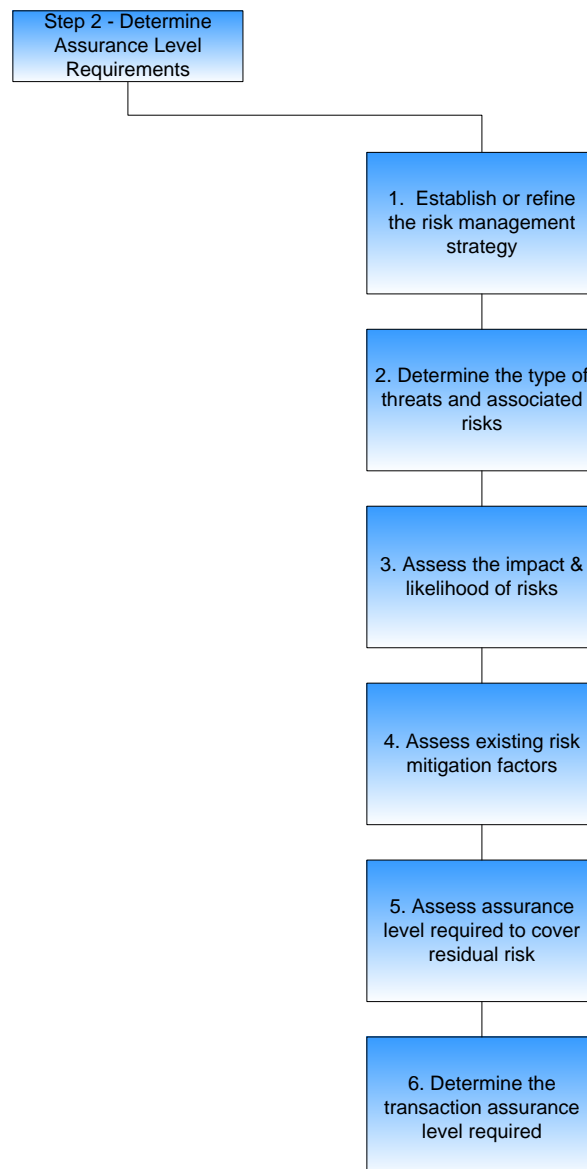 Step 2 - Determine
Assurance Level
Requirements
1. Establish or refine
the risk management
strategy
2. Determine the type of
threats and associated
risks
3. Assess the impact &
likelihood of risks
4. Assess existing risk
mitigation factors
5. Assess assurance
level required to cover
residual risk
6. Determine the
transaction assurance
level required